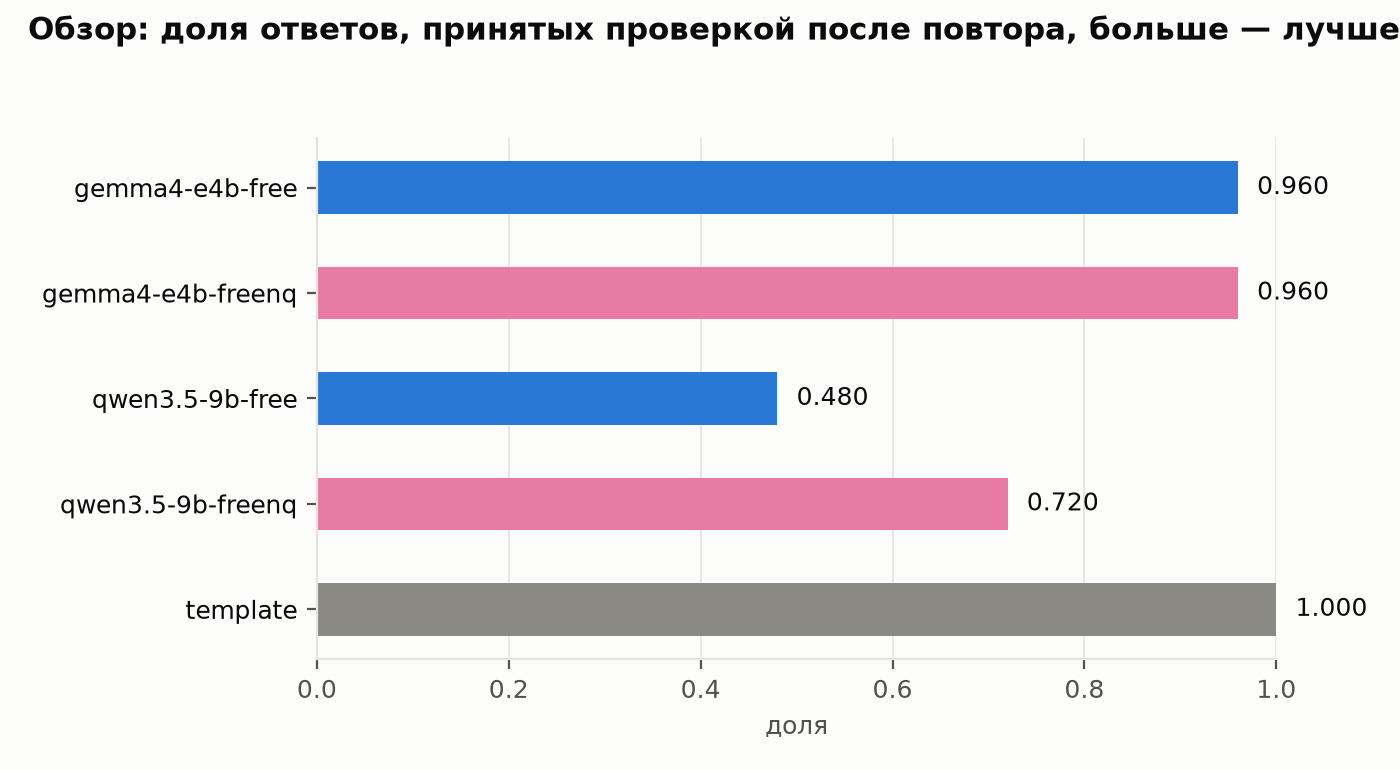 Обзор: доля ответов, принятых проверкой после повтора, больше — лучше
gemma4-e4b-free 0.960
gemma4-e4b-freenq 0.960
qwen3.5-9b-free 0.480
qwen3.5-9b-freenq 0.720
template 1.000
0.0 0.2 0.4 0.6 0.8 1.0
доля